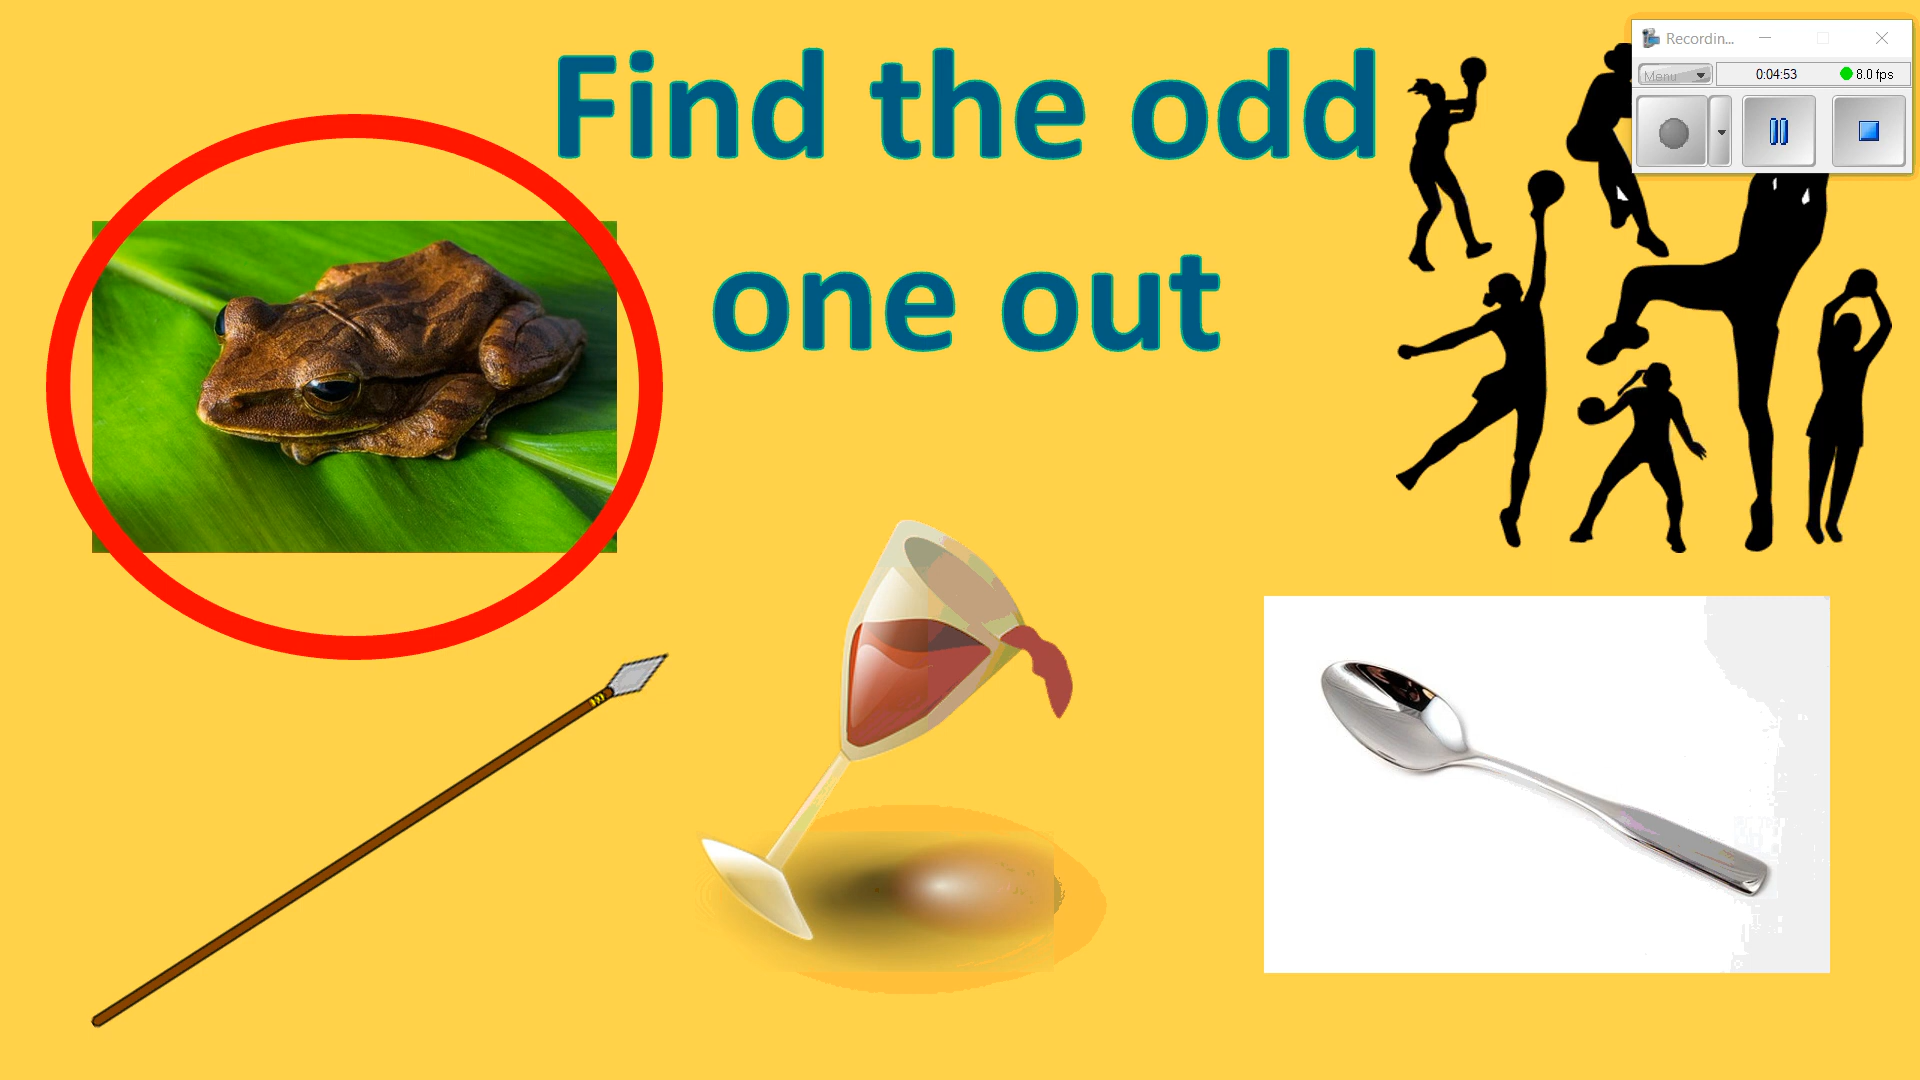 Find the odd
one out
Recordin...
Menu
0:04:53
8.0 fps